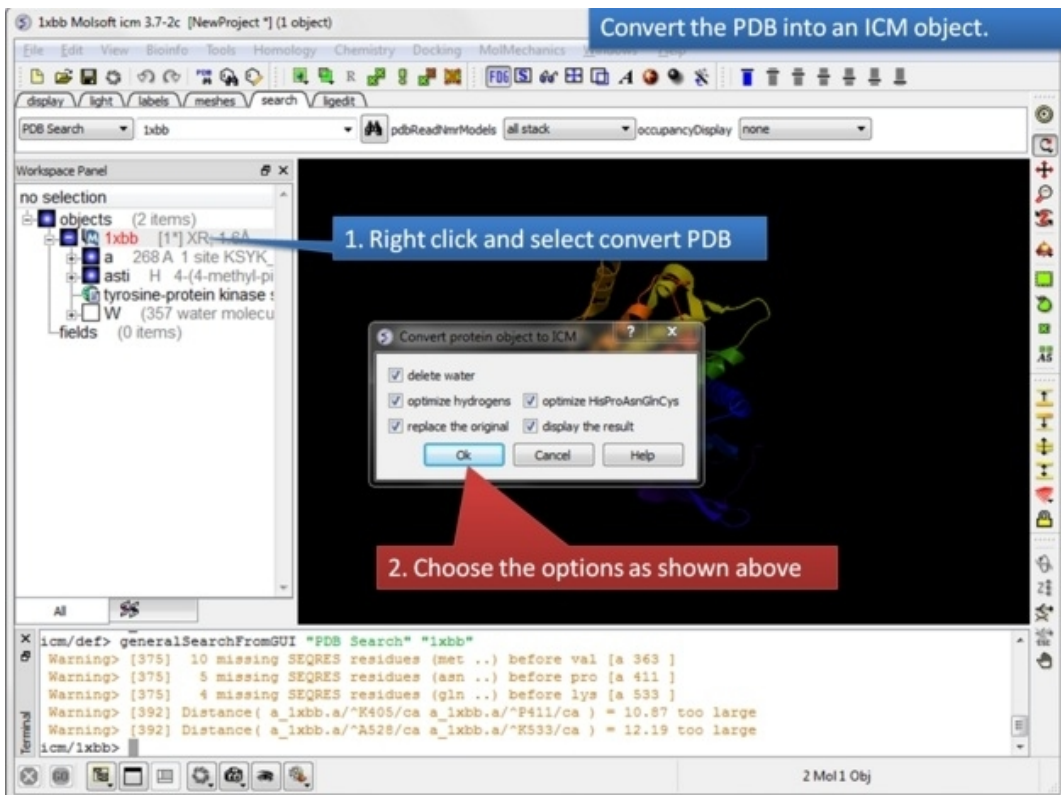 1xbb Molsoft icm 3.7-2c [NewProject *] (1 object)
Convert the PDB into an ICM object.
File Edit View Bioinfo Tools Homology Chemistry Docking MolMechanics Windows Help
R FOG S A T T
display light labels meshes search ligedit
PDB Search 1xbb pdbReadNmrModels all stack occupancyDisplay none
Workspace Panel
no selection
objects (2 items)
1xbb [1*] XR, 1.6Å
1. Right click and select convert PDB
a 268 A 1 site KSYK_
asti H 4-(4-methyl-pi
tyrosine-protein kinase s
W (357 water molecu
fields (0 items)
Convert protein object to ICM ? X
delete water
optimize hydrogens optimize HisProAsnGlnCys
replace the original display the result
Ok Cancel Help
2. Choose the options as shown above
All
AS
Terminal
icm/def> generalSearchFromGUI "PDB Search" "1xbb"
Warning> [375] 10 missing SEQRES residues (met ..) before val [a 363 ]
Warning> [375] 5 missing SEQRES residues (asn ..) before pro [a 411 ]
Warning> [375] 4 missing SEQRES residues (gln ..) before lys [a 533 ]
Warning> [392] Distance( a_1xbb.a/^K405/ca a_1xbb.a/^P411/ca ) = 10.87 too large
Warning> [392] Distance( a_1xbb.a/^A528/ca a_1xbb.a/^K533/ca ) = 12.19 too large
icm/1xbb>
GO
2 Mol 1 Obj